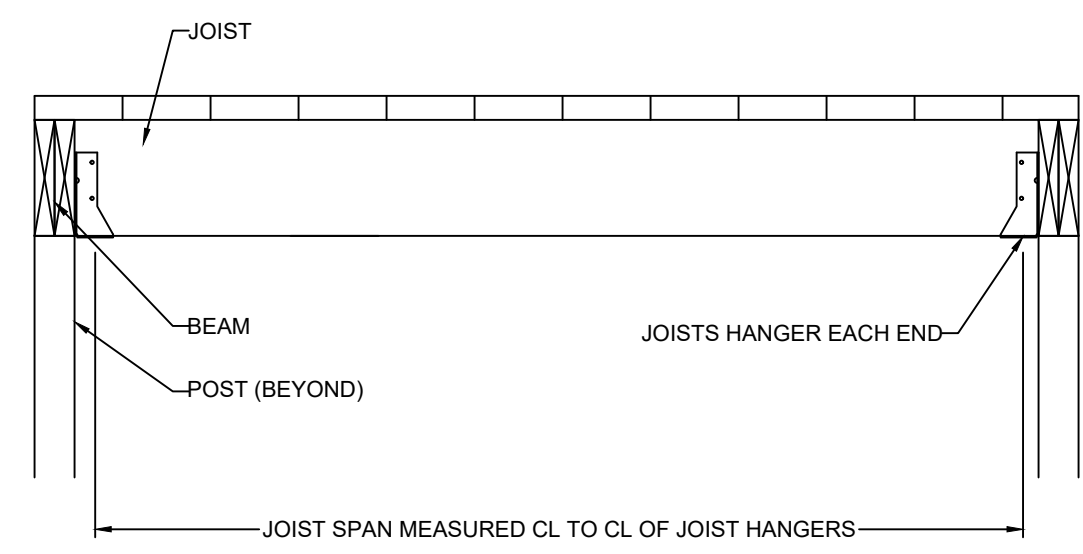 JOIST
BEAM
JOISTS HANGER EACH END
POST (BEYOND)
JOIST SPAN MEASURED CL TO CL OF JOIST HANGERS